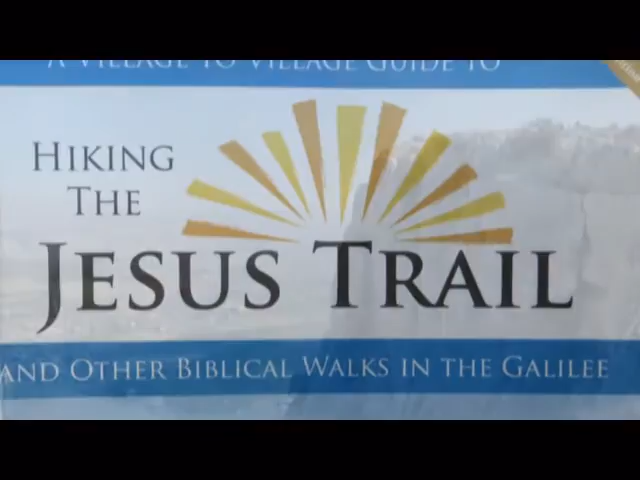 A VILLAGE TO VILLAGE GUIDE TO
HIKING
THE
JESUS TRAIL
AND OTHER BIBLICAL WALKS IN THE GALILEE